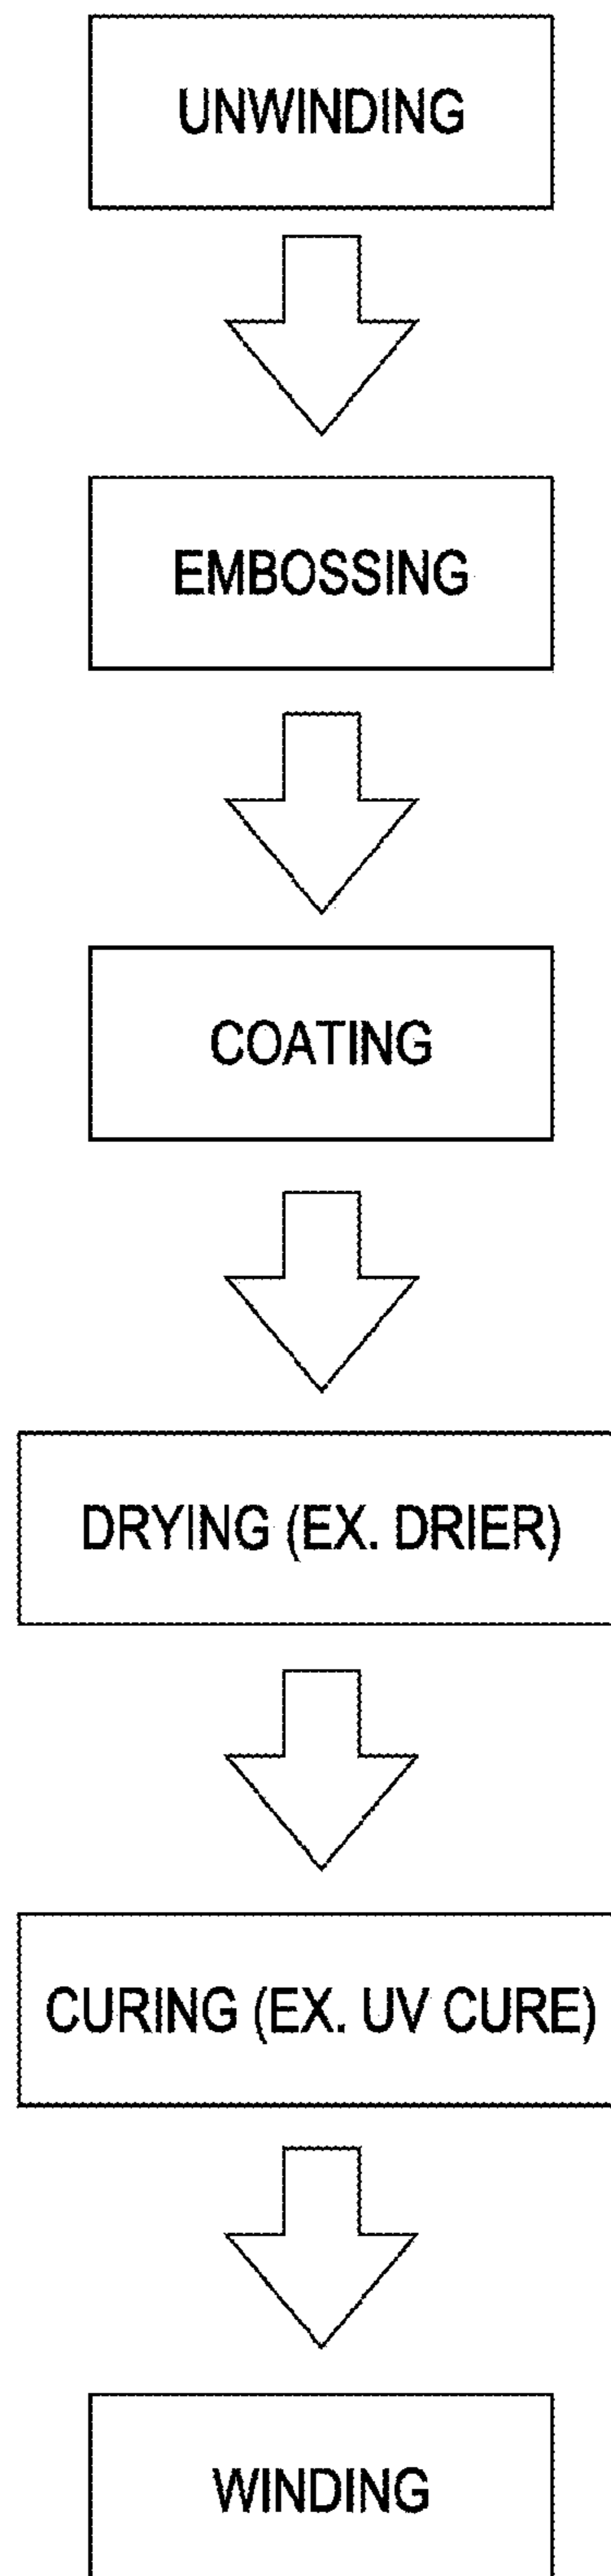 UNWINDING
EMBOSSING
COATING
DRYING (EX. DRIER)
CURING (EX. UV CURE)
WINDING